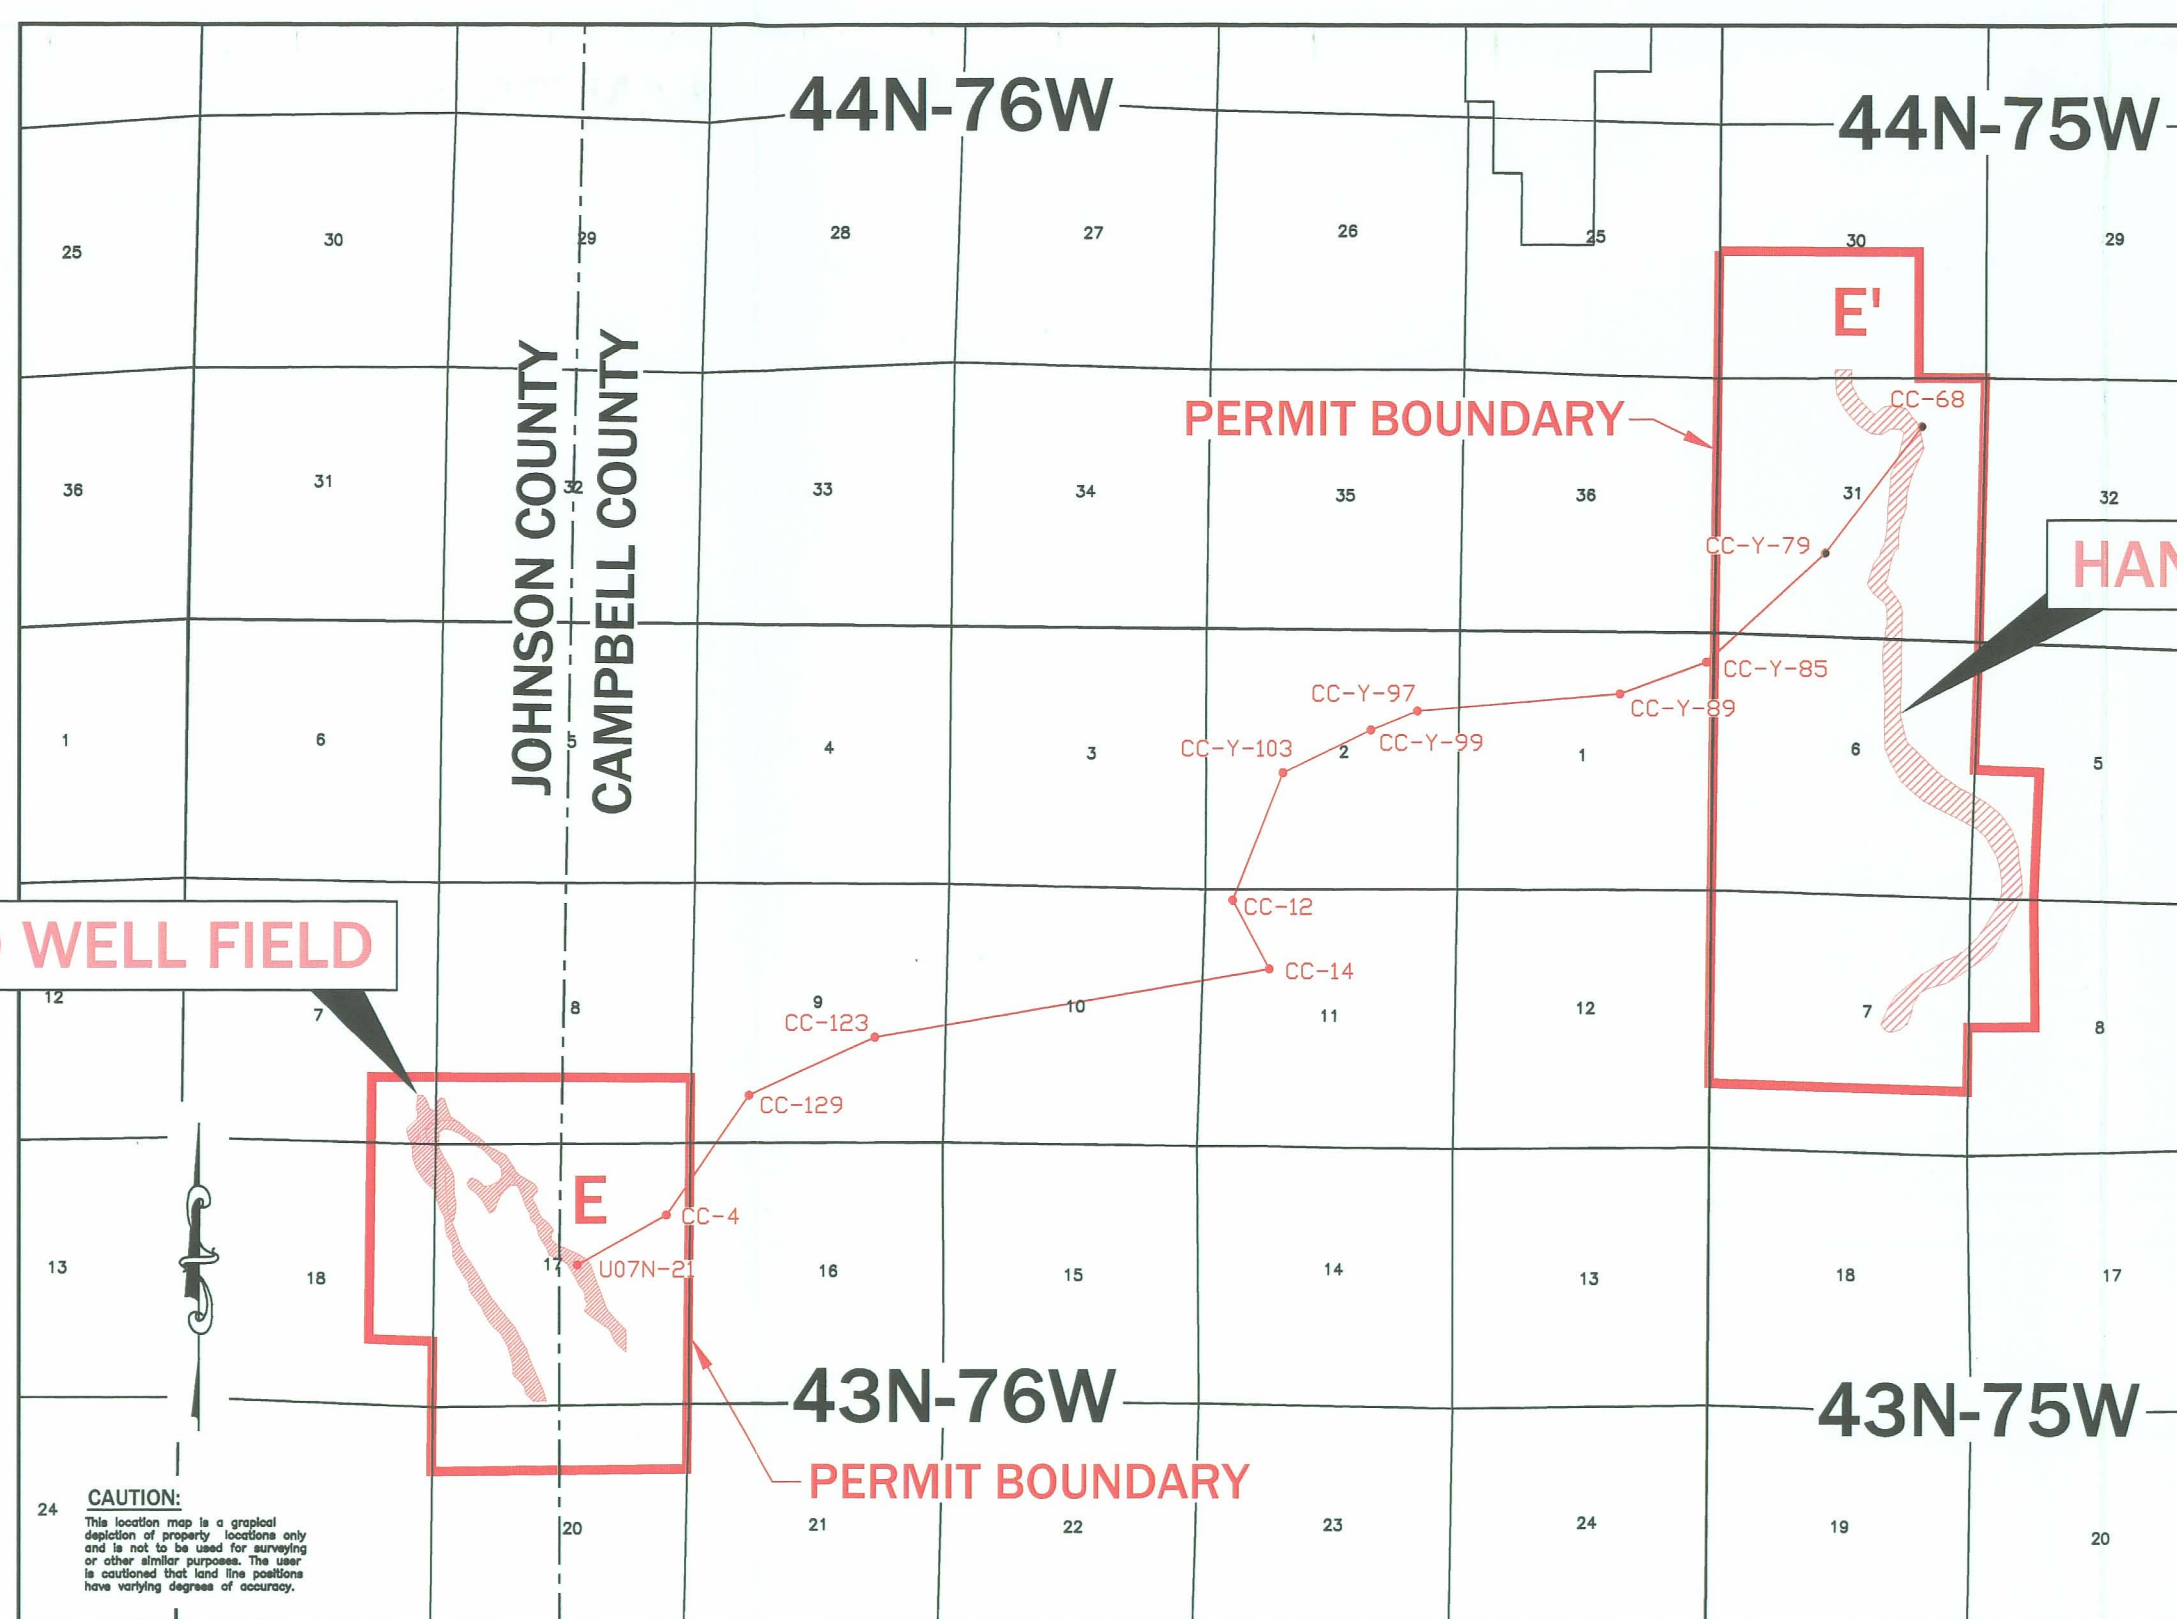 44N-76W
44N-75W
25
30
29
28
27
26
25
30
29
E'
JOHNSON COUNTY
CAMPBELL COUNTY
PERMIT BOUNDARY
CC-68
36
31
32
33
34
35
36
31
32
CC-Y-79
HAN
CC-Y-85
CC-Y-97
CC-Y-89
1
6
5
4
3
CC-Y-103
2
CC-Y-99
1
6
5
CC-12
WELL FIELD
CC-14
12
7
8
9
10
11
12
7
8
CC-123
CC-129
E
CC-4
13
18
17
U07N-21
16
15
14
13
18
17
43N-76W
43N-75W
PERMIT BOUNDARY
24
20
21
22
23
24
19
20
CAUTION:
This location map is a grapical
depiction of property locations only
and is not to be used for surveying
or other similar purposes. The user
is cautioned that land line positions
have varying degrees of accuracy.